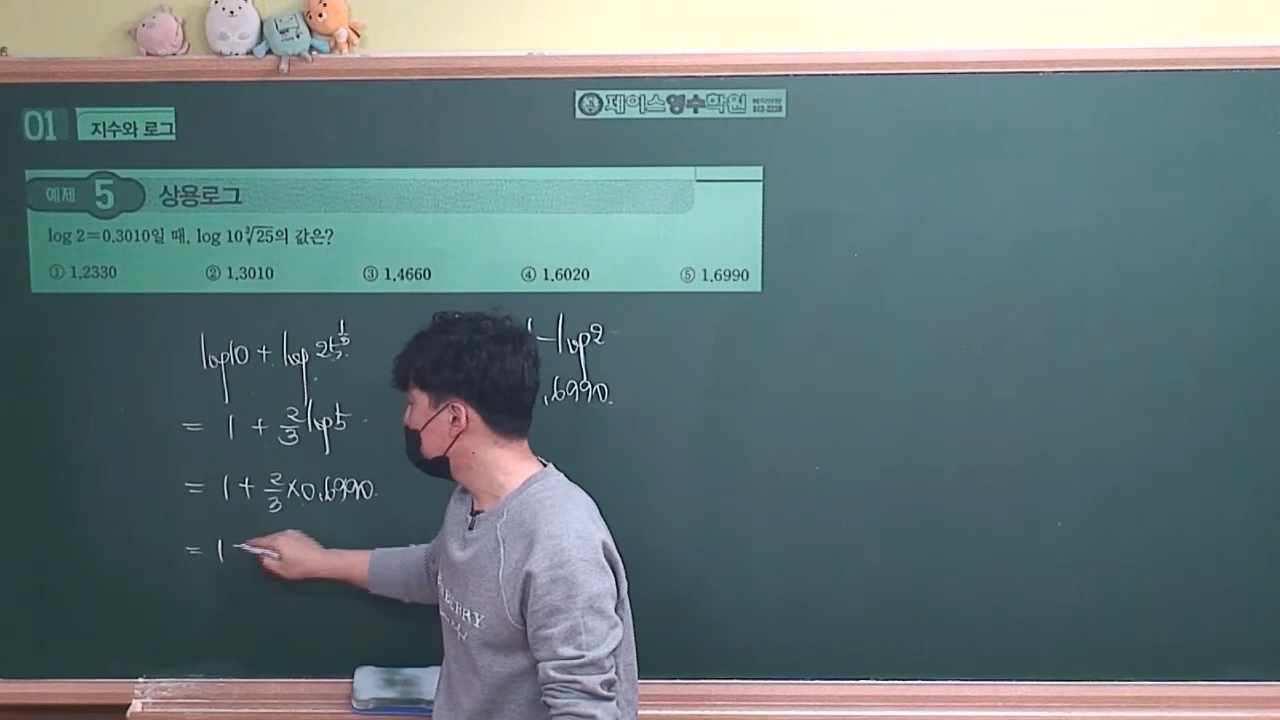 제이스영수학원
01 지수와 로그
예제 5 상용로그
log 2=0.3010일 때, log 10∛25의 값은?
① 1.2330 ② 1.3010 ③ 1.4660 ④ 1.6020 ⑤ 1.6990
log10 + log 25^(1/3)
= 1 + 2/3 log5
= 1 + 2/3 × 0.6990.
= 1
-log2
.6990.